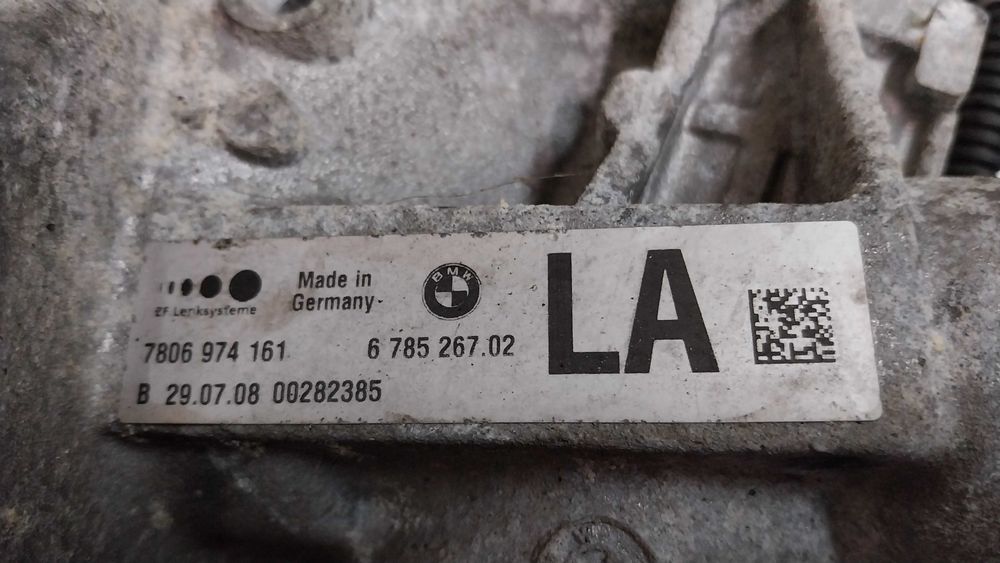 Made in
Germany
BMW
LA
ZF Lenksysteme
7806 974 161
6 785 267.02
B 29.07.08 00282385